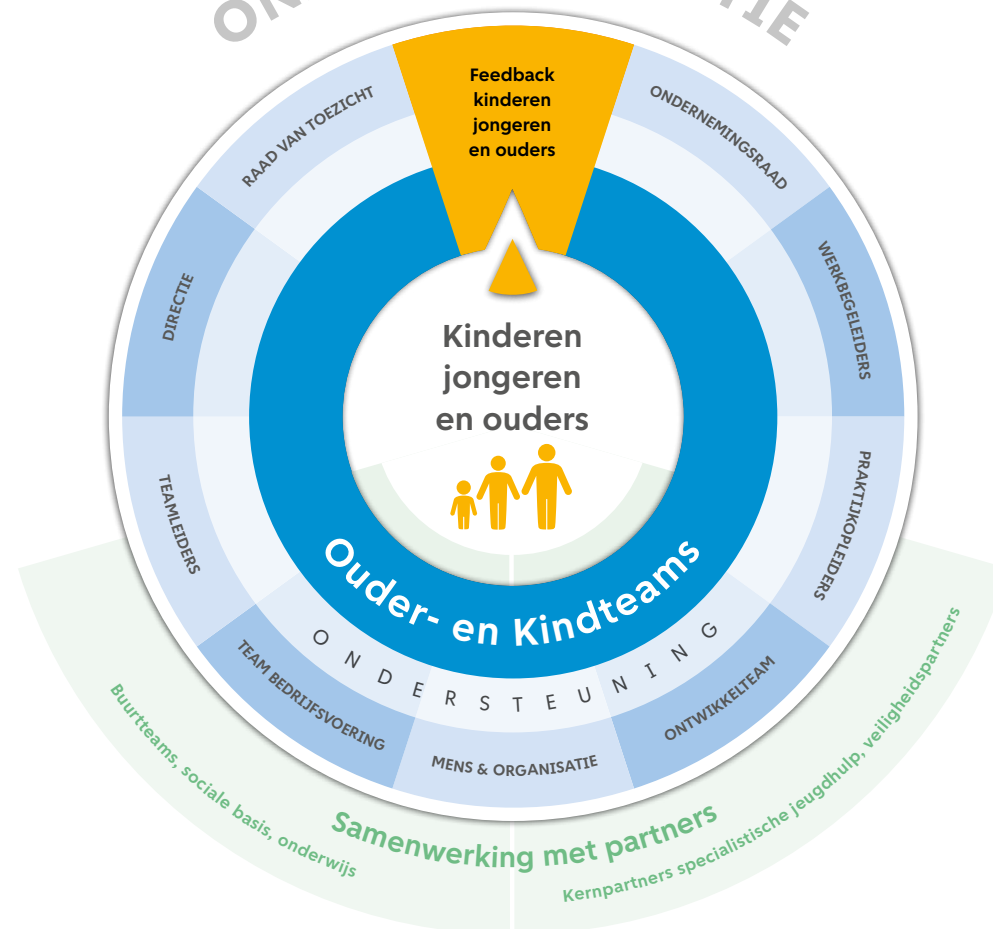 Feedback
kinderen
jongeren
en ouders
RAAD VAN TOEZICHT
ONDERNEMINGSRAAD
DIRECTIE
WERKBEGELEIDERS
Kinderen
jongeren
en ouders
TEAMLEIDERS
PRAKTIJKOPLEIDERS
Ouder- en Kindteams
ONDERSTEUNING
TEAM BEDRIJFSVOERING
MENS & ORGANISATIE
ONTWIKKELTEAM
Samenwerking met partners
Buurtteams, sociale basis, onderwijs
Kernpartners specialistische jeugdhulp, veiligheidspartners